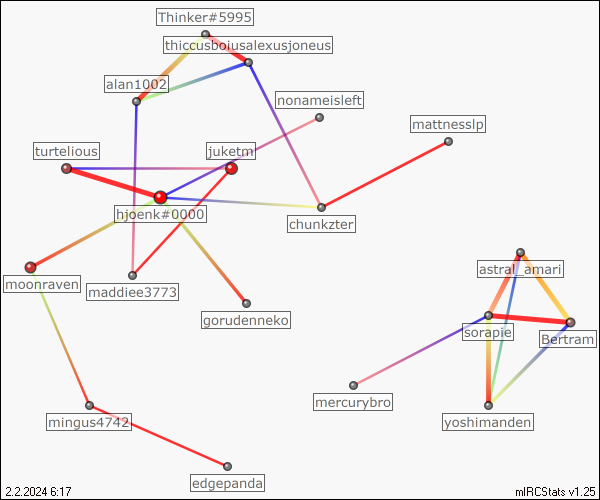 Thinker#5995
thiccusboiusalexusjoneus
alan1002
nonameisleft
mattnesslp
turtelious
juketm
hjoenk#0000
chunkzter
astral_amari
moonraven
maddiee3773
gorudenneko
sorapie
Bertram
mercurybro
mingus4742
yoshimanden
edgepanda
2.2.2024 6:17
mIRCStats v1.25